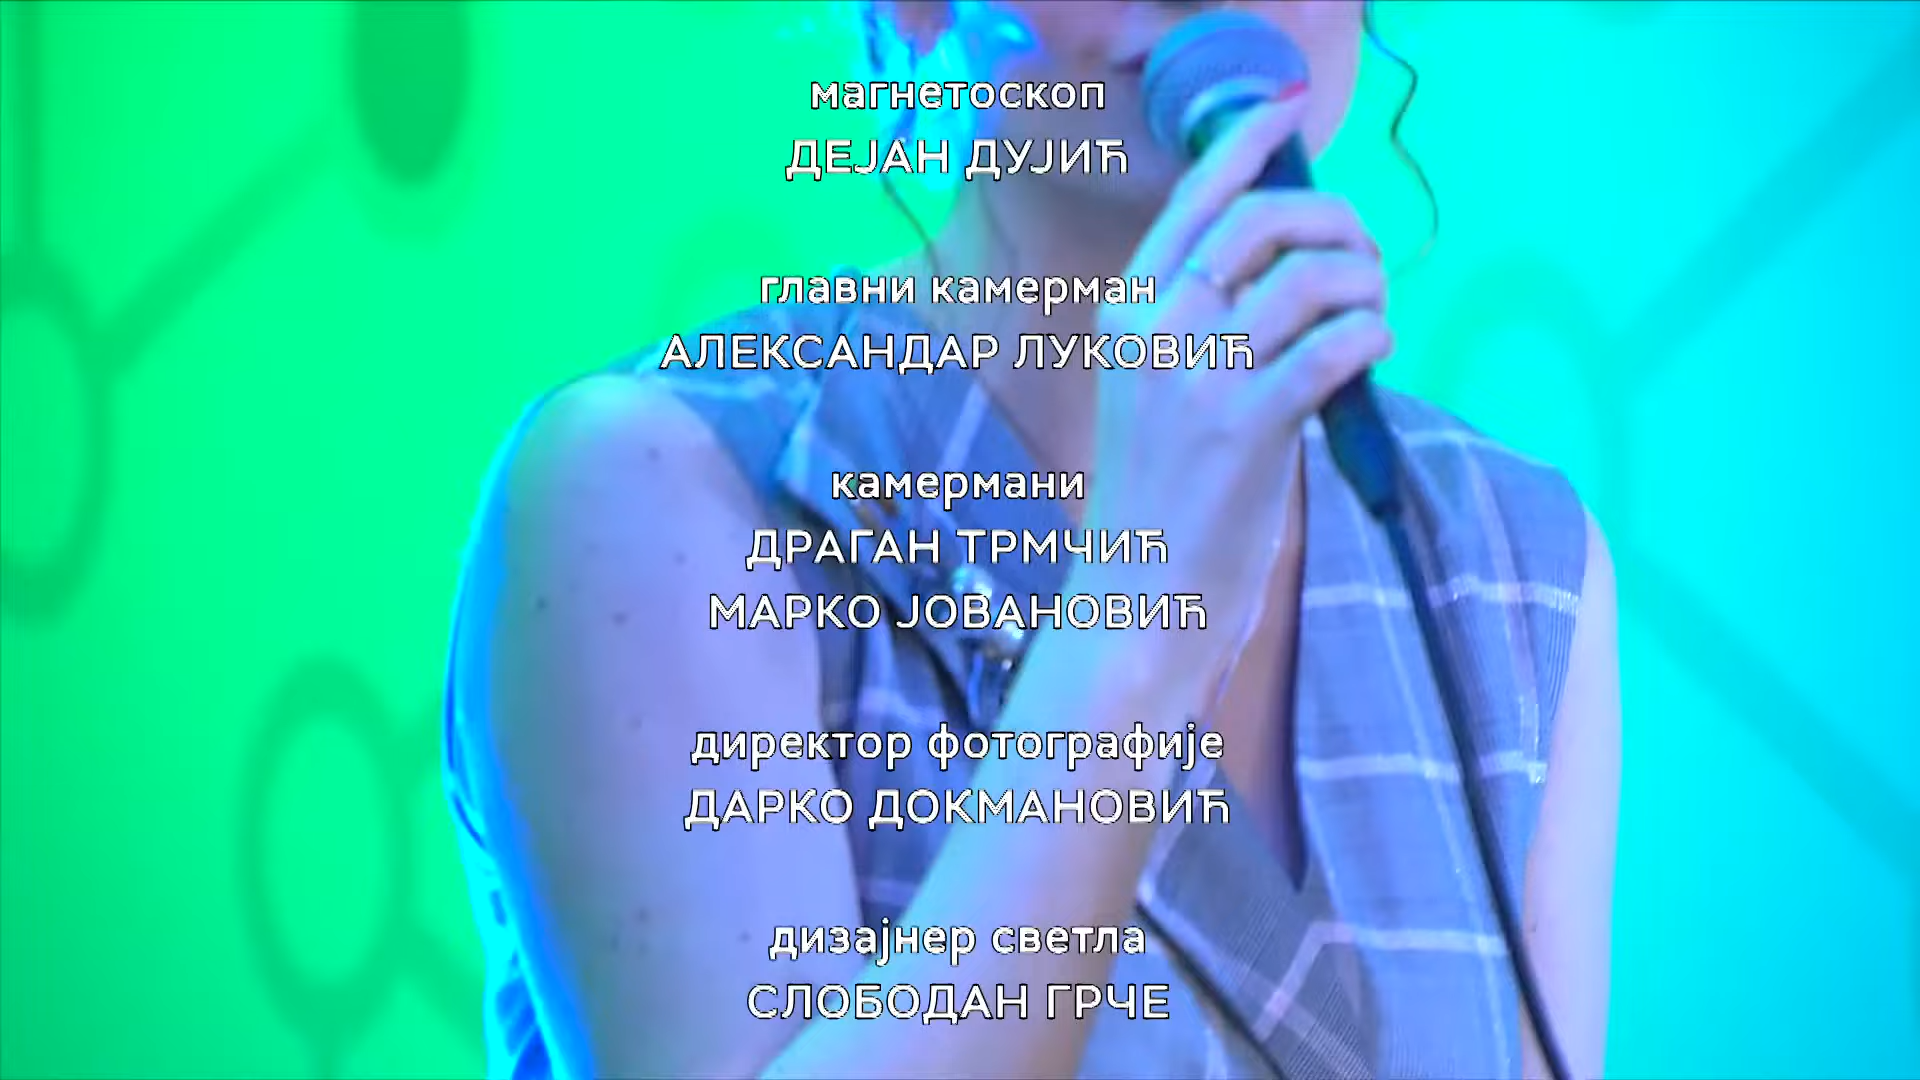 магнетоскоп
ДЕЈАН ДУЈИЋ
главни камерман
АЛЕКСАНДАР ЛУКОВИЋ
камермани
ДРАГАН ТРМЧИЋ
МАРКО ЈОВАНОВИЋ
директор фотографије
ДАРКО ДОКМАНОВИЋ
дизајнер светла
СЛОБОДАН ГРЧЕ